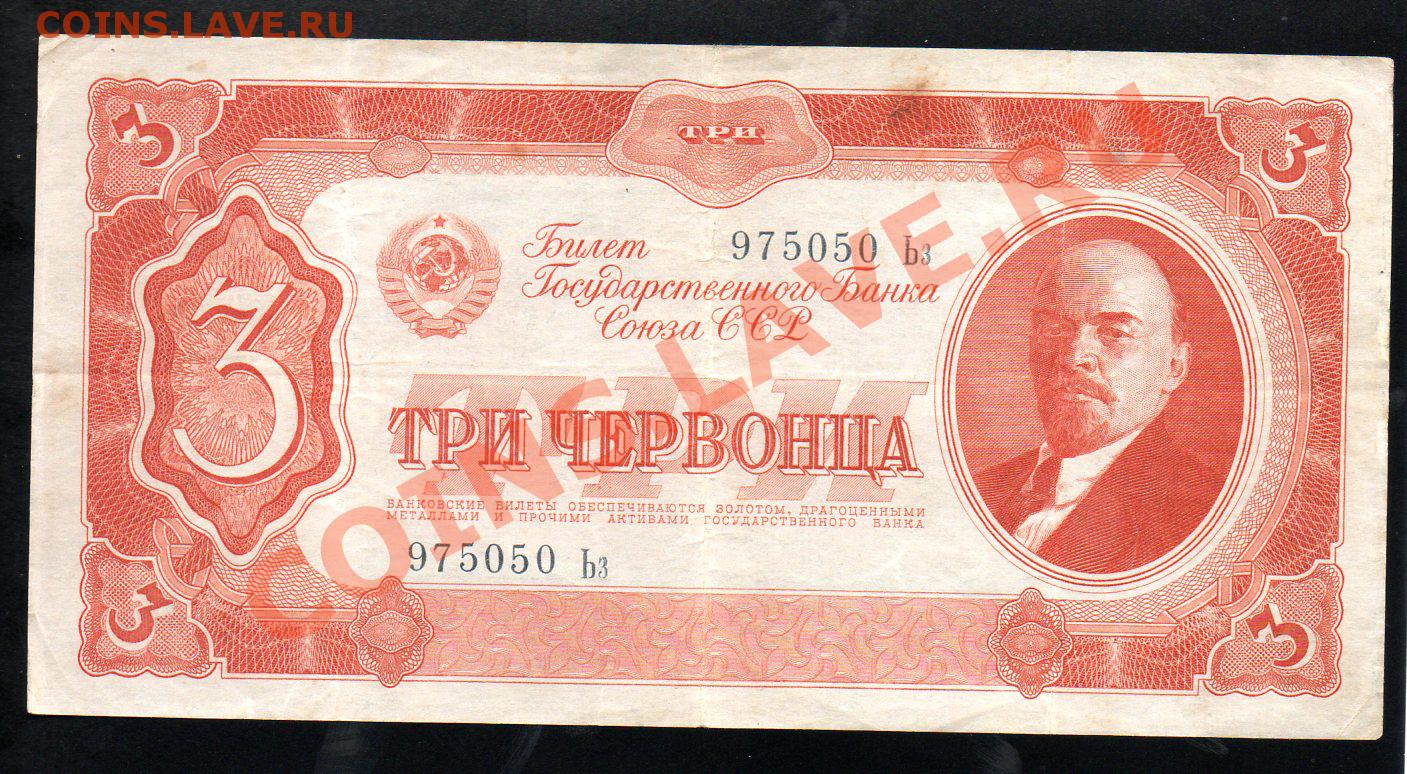 COINS.LAVE.RU
3
ТРИ
3
Билет 975050 Ьз
Государственного Банка
Союза ССР
3
ТРИ
ТРИ ЧЕРВОНЦА
БАНКОВСКИЕ БИЛЕТЫ ОБЕСПЕЧИВАЮТСЯ ЗОЛОТОМ, ДРАГОЦЕННЫМИ
МЕТАЛЛАМИ И ПРОЧИМИ АКТИВАМИ ГОСУДАРСТВЕННОГО БАНКА
975050 Ьз
3
3
COINS.LAVE.RU